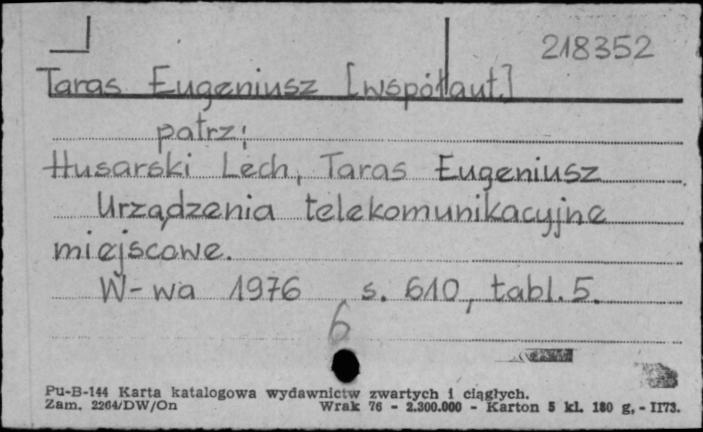 218352
Taras Eugeniusz [współaut.]
patrz:
Husarski Lech, Taras Eugeniusz
Urządzenia telekomunikacyjne
miejscowe.
W-wa 1976 s. 610, tabl. 5.
6
Pu-B-144 Karta katalogowa wydawnictw zwartych i ciągłych.
Zam. 2264/DW/On Wrak 76 - 2.300.000 - Karton 5 kl. 180 g, - 1173.